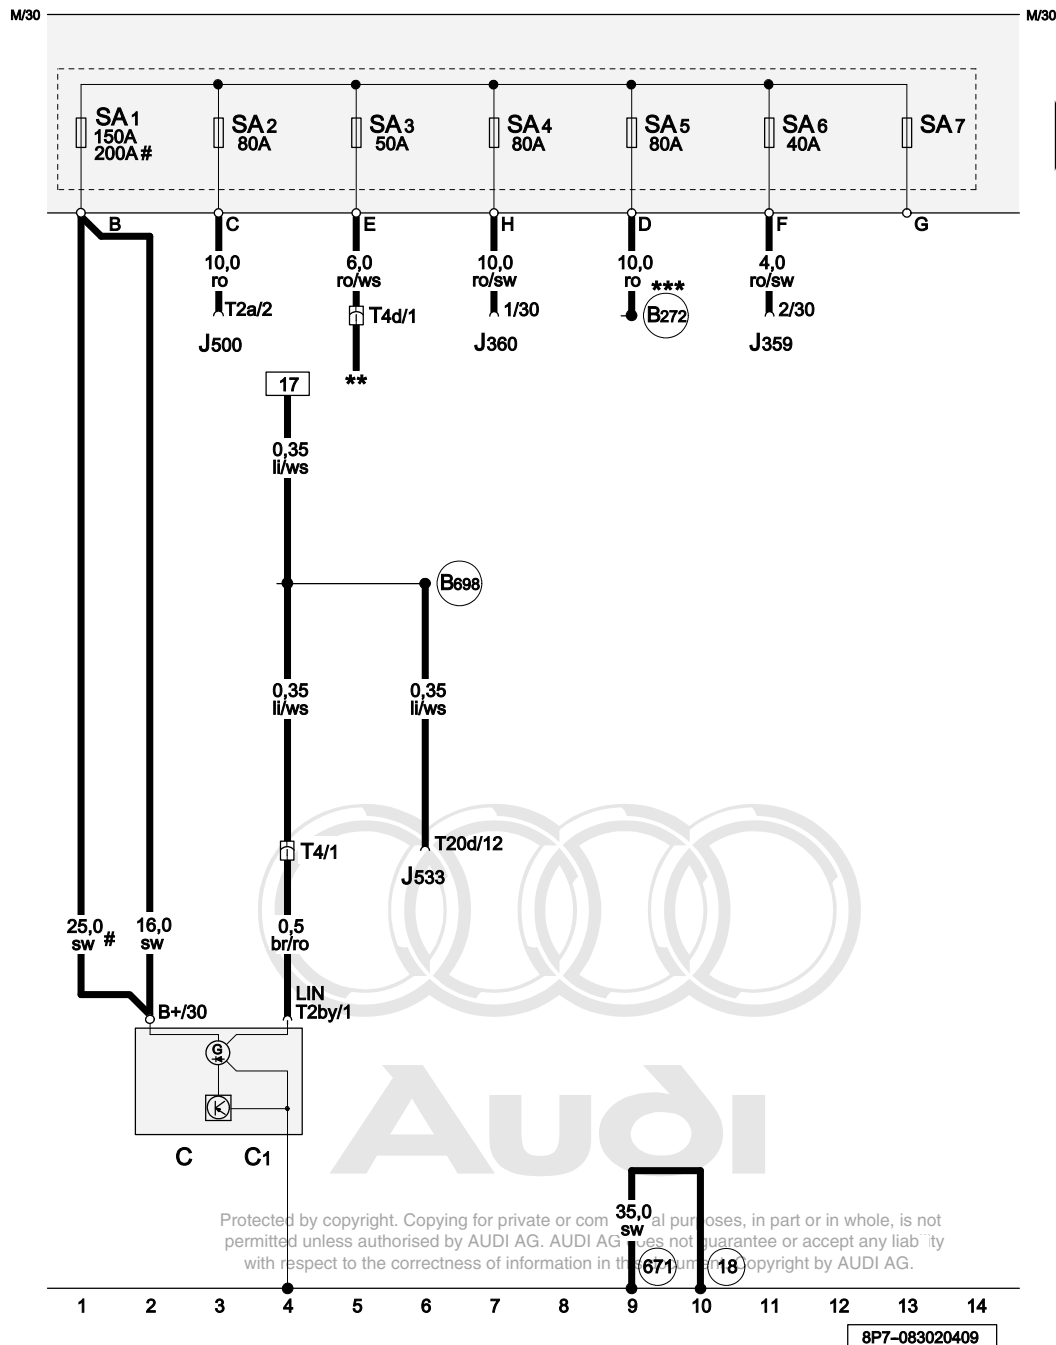 M/30 M/30
SA1 SA2 SA3 SA4 SA5 SA6 SA7
150A 80A 50A 80A 80A 40A
200A#
B C E H D F G
10,0 6,0 10,0 10,0 4,0
ro ro/ws ro/sw ro ro/sw
***
T2a/2 T4d/1 1/30 B272 2/30
J500 J360 J359
**
17
0,35
li/ws
B698
0,35 0,35
li/ws li/ws
T4/1 T20d/12
J533
25,0 # 16,0 0,5
sw sw br/ro
B+/30 LIN
T2by/1
G
C C1
Audi
35,0
sw
Protected by copyright. Copying for private or com al purposes, in part or in whole, is not
permitted unless authorised by AUDI AG. AUDI AG does not guarantee or accept any liability
with respect to the correctness of information in this document. Copyright by AUDI AG.
671 18
1 2 3 4 5 6 7 8 9 10 11 12 13 14
8P7-083020409